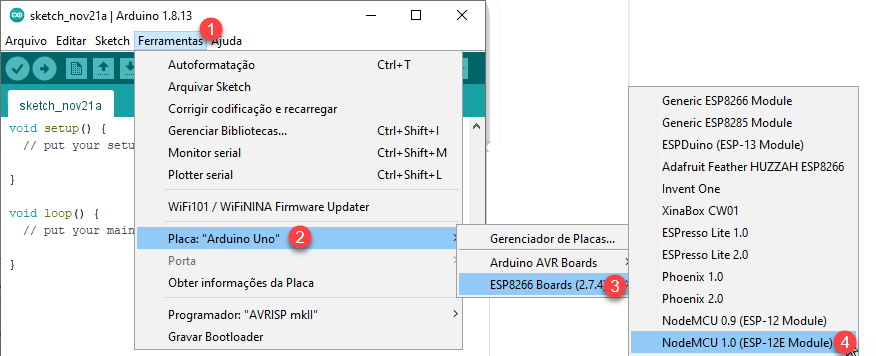 sketch_nov21a | Arduino 1.8.13
1
Arquivo Editar Sketch Ferramentas Ajuda
sketch_nov21a
void setup() {
// put your setu
}
void loop() {
// put your main
}
Autoformatação Ctrl+T
Arquivar Sketch
Corrigir codificação e recarregar
Gerenciar Bibliotecas... Ctrl+Shift+I
Monitor serial Ctrl+Shift+M
Plotter serial Ctrl+Shift+L
WiFi101 / WiFiNINA Firmware Updater
Placa: "Arduino Uno" 2
Porta
Obter informações da Placa
Programador: "AVRISP mkII"
Gravar Bootloader
Gerenciador de Placas...
Arduino AVR Boards
ESP8266 Boards (2.7.4) 3
Generic ESP8266 Module
Generic ESP8285 Module
ESPDuino (ESP-13 Module)
Adafruit Feather HUZZAH ESP8266
Invent One
XinaBox CW01
ESPresso Lite 1.0
ESPresso Lite 2.0
Phoenix 1.0
Phoenix 2.0
NodeMCU 0.9 (ESP-12 Module)
NodeMCU 1.0 (ESP-12E Module) 4